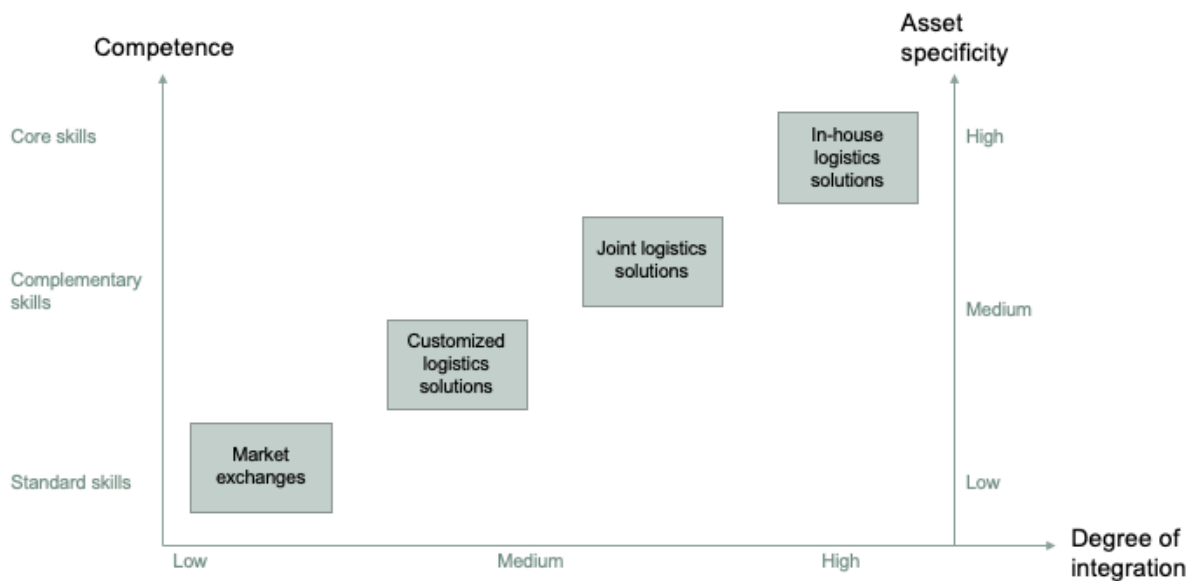 Competence
Asset
specificity
Core skills
In-house
logistics
solutions
High
Joint logistics
solutions
Complementary
skills
Medium
Customized
logistics
solutions
Market
exchanges
Standard skills
Low
Low
Medium
High
Degree of
integration